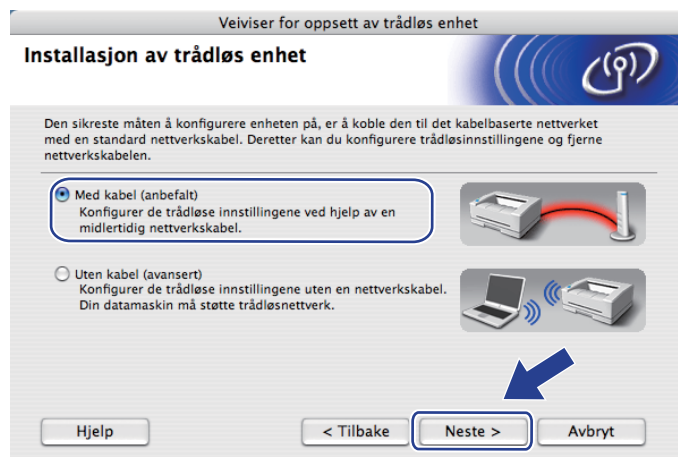 Veiviser for oppsett av trådløs enhet
Installasjon av trådløs enhet
Den sikreste måten å konfigurere enheten på, er å koble den til det kabelbaserte nettverket
med en standard nettverkskabel. Deretter kan du konfigurere trådløsinnstillingene og fjerne
nettverkskabelen.
Med kabel (anbefalt)
Konfigurer de trådløse innstillingene ved hjelp av en
midlertidig nettverkskabel.
Uten kabel (avansert)
Konfigurer de trådløse innstillingene uten en nettverkskabel.
Din datamaskin må støtte trådløsnettverk.
Hjelp
< Tilbake
Neste >
Avbryt